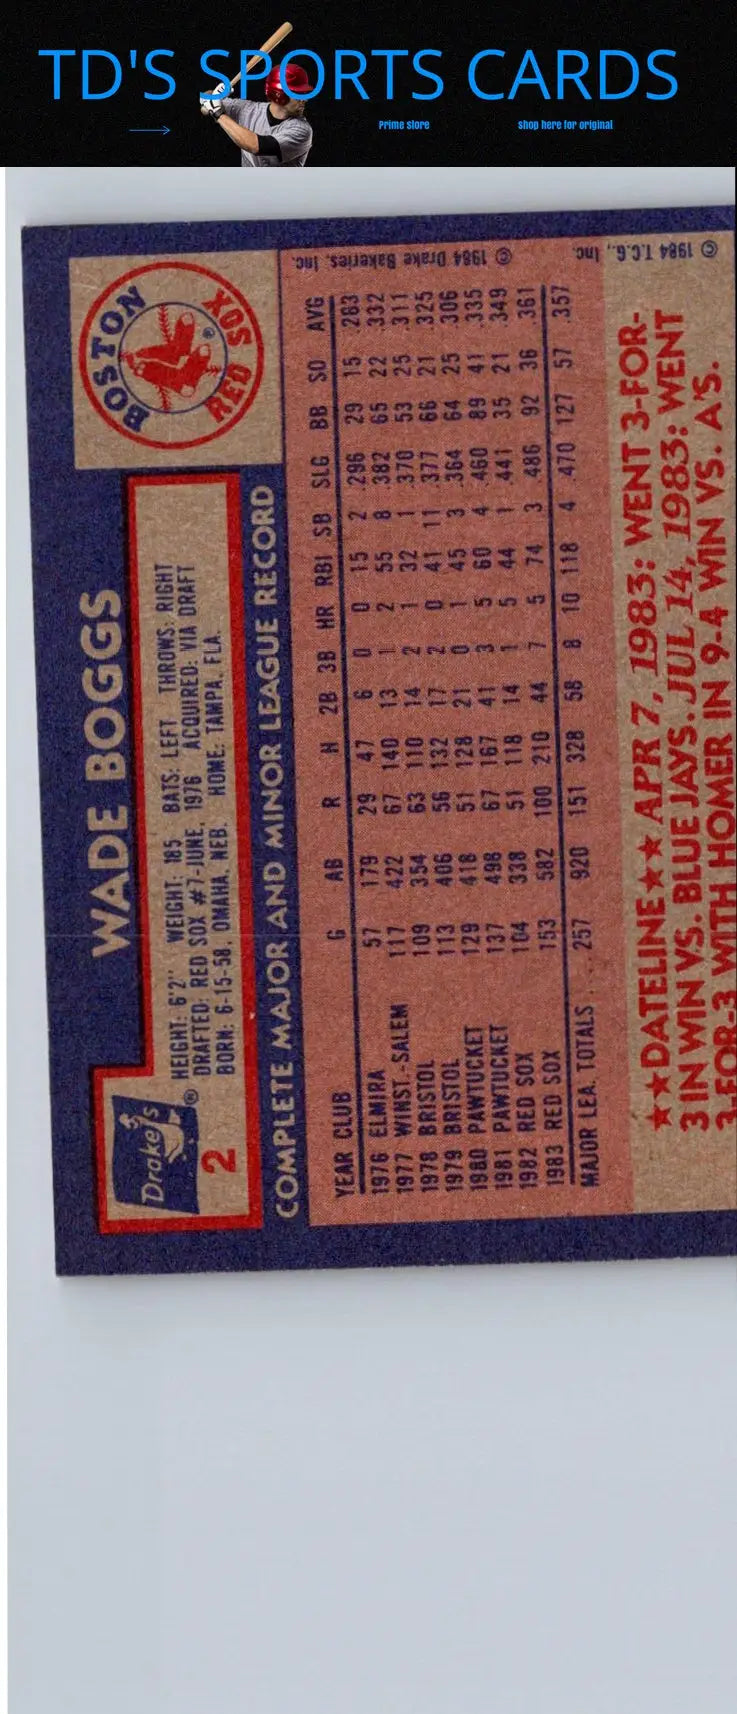 TD'S SPORTS CARDS
Prime store
shop here for original
Drake's ®
2
WADE BOGGS
HEIGHT: 6'2" WEIGHT: 185 BATS: LEFT THROWS: RIGHT
DRAFTED: RED SOX #7-JUNE, 1976 ACQUIRED: VIA DRAFT
BORN: 6-15-58, OMAHA, NEB. HOME: TAMPA, FLA.
BOSTON RED SOX ®
COMPLETE MAJOR AND MINOR LEAGUE RECORD
YEAR CLUB G AB R H 2B 3B HR RBI SB SLG BB SO AVG
1976 ELMIRA 57 179 29 47 6 0 0 15 2 .296 29 15 .263
1977 WINST.-SALEM 117 422 67 140 13 1 2 55 8 .382 65 22 .332
1978 BRISTOL 109 354 63 110 14 2 1 32 1 .370 53 25 .311
1979 BRISTOL 113 406 56 132 17 2 0 41 11 .377 66 21 .325
1980 PAWTUCKET 129 418 51 128 21 0 1 45 3 .364 64 25 .306
1981 PAWTUCKET 137 498 67 167 41 3 5 60 4 .460 89 41 .335
1982 RED SOX 104 338 51 118 14 1 5 44 1 .441 35 21 .349
1983 RED SOX 153 582 100 210 44 7 5 74 3 .486 92 36 .361
MAJOR LEA. TOTALS .... 257 920 151 328 58 8 10 118 4 .470 127 57 .357
© 1984 Drake Bakeries, Inc.
© 1984 T.C.G., Inc.
★★DATELINE★★ APR 7, 1983: WENT 3-FOR-
3 IN WIN VS. BLUE JAYS. JUL 14, 1983: WENT
3-FOR-3 WITH HOMER IN 9-4 WIN VS. A'S.